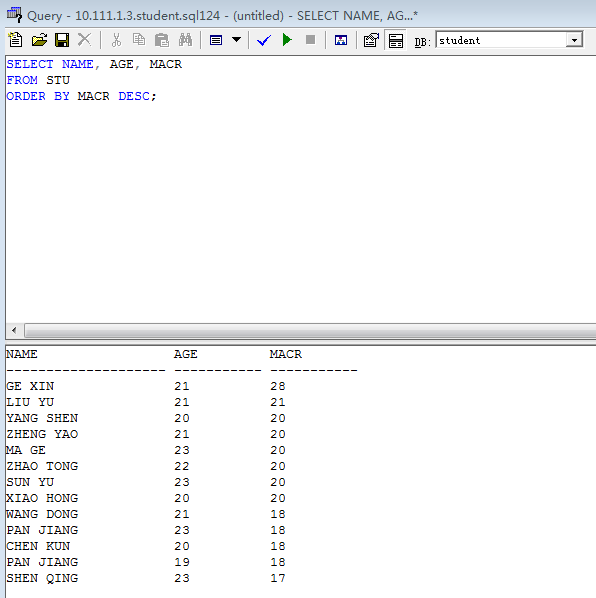 Query - 10.111.1.3.student.sql124 - (untitled) - SELECT NAME, AG...*
DB: student
SELECT NAME, AGE, MACR
FROM STU
ORDER BY MACR DESC;
NAME AGE MACR
-------------------- ----------- -----------
GE XIN 21 28
LIU YU 21 21
YANG SHEN 20 20
ZHENG YAO 21 20
MA GE 23 20
ZHAO TONG 22 20
SUN YU 23 20
XIAO HONG 20 20
WANG DONG 21 18
PAN JIANG 23 18
CHEN KUN 20 18
PAN JIANG 19 18
SHEN QING 23 17